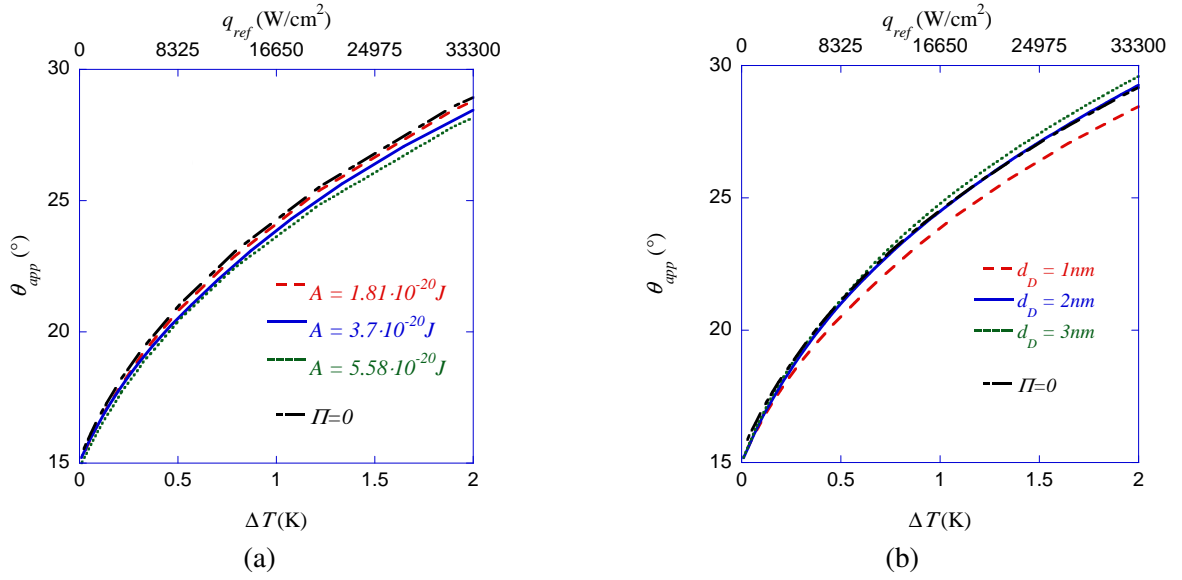 q_ref (W/cm²)
0 8325 16650 24975 33300
30
25
20
15
θ_app (°)
A = 1.81·10⁻²⁰J
A = 3.7·10⁻²⁰J
A = 5.58·10⁻²⁰J
Π=0
0 0.5 1 1.5 2
ΔT(K)
(a)
q_ref (W/cm²)
0 8325 16650 24975 33300
30
25
20
15
θ_app (°)
d_D = 1nm
d_D = 2nm
d_D = 3nm
Π=0
0 0.5 1 1.5 2
ΔT(K)
(b)